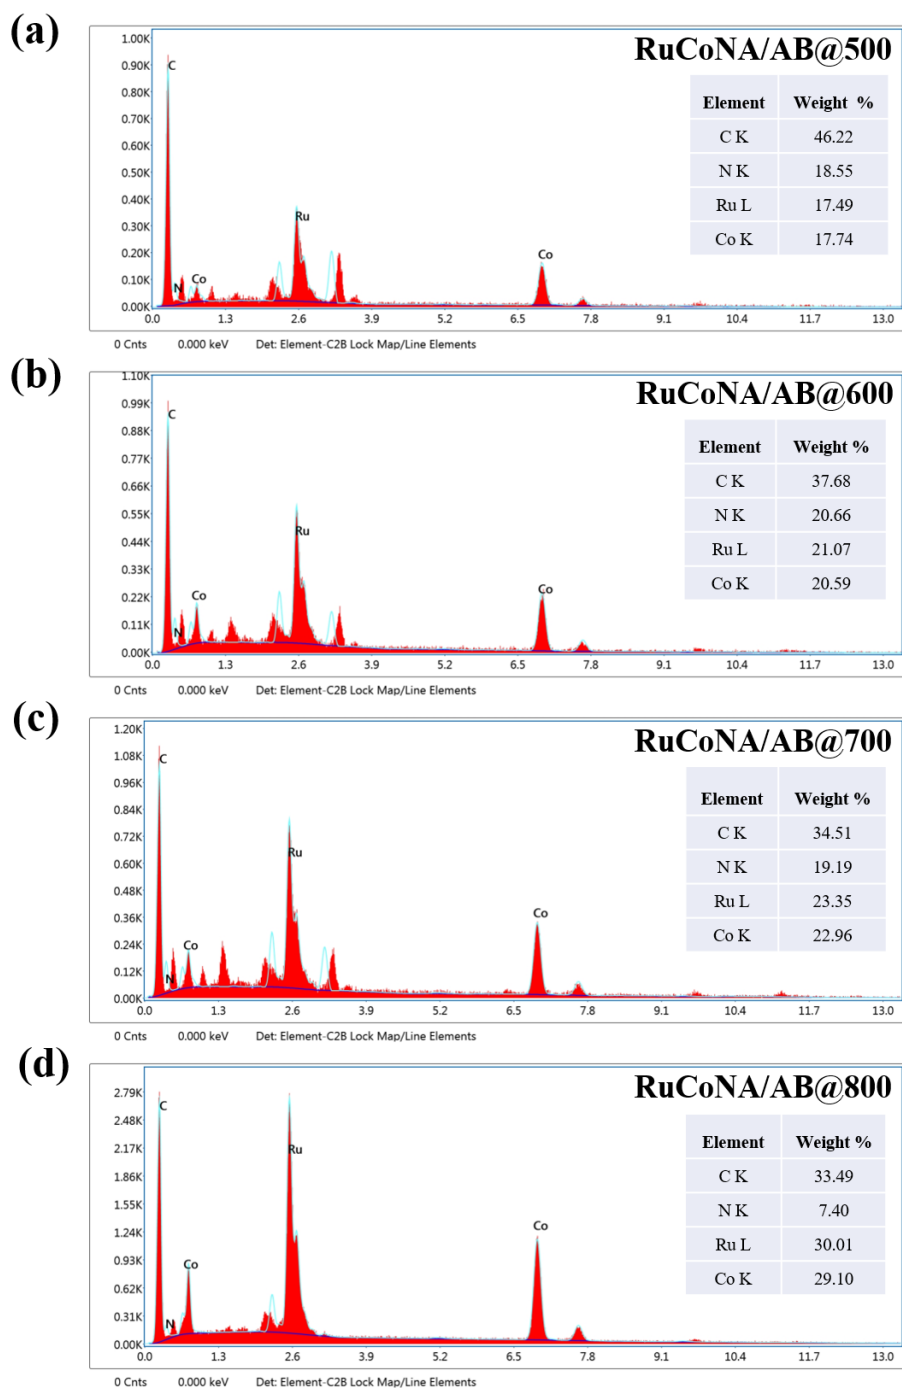 (a)
RuCoNA/AB@500
1.00K
0.90K
0.80K
0.70K
0.60K
0.50K
0.40K
0.30K
0.20K
0.10K
0.00K
C
N
Co
Ru
Co
Element Weight %
C K 46.22
N K 18.55
Ru L 17.49
Co K 17.74
0.0 1.3 2.6 3.9 5.2 6.5 7.8 9.1 10.4 11.7 13.0
0 Cnts 0.000 keV Det: Element-C2B Lock Map/Line Elements
(b)
RuCoNA/AB@600
1.10K
0.99K
0.88K
0.77K
0.66K
0.55K
0.44K
0.33K
0.22K
0.11K
0.00K
C
N
Co
Ru
Co
Element Weight %
C K 37.68
N K 20.66
Ru L 21.07
Co K 20.59
0.0 1.3 2.6 3.9 5.2 6.5 7.8 9.1 10.4 11.7 13.0
0 Cnts 0.000 keV Det: Element-C2B Lock Map/Line Elements
(c)
RuCoNA/AB@700
1.20K
1.08K
0.96K
0.84K
0.72K
0.60K
0.48K
0.36K
0.24K
0.12K
0.00K
C
N
Co
Ru
Co
Element Weight %
C K 34.51
N K 19.19
Ru L 23.35
Co K 22.96
0.0 1.3 2.6 3.9 5.2 6.5 7.8 9.1 10.4 11.7 13.0
0 Cnts 0.000 keV Det: Element-C2B Lock Map/Line Elements
(d)
RuCoNA/AB@800
2.79K
2.48K
2.17K
1.86K
1.55K
1.24K
0.93K
0.62K
0.31K
0.00K
C
N
Co
Ru
Co
Element Weight %
C K 33.49
N K 7.40
Ru L 30.01
Co K 29.10
0.0 1.3 2.6 3.9 5.2 6.5 7.8 9.1 10.4 11.7 13.0
0 Cnts 0.000 keV Det: Element-C2B Lock Map/Line Elements